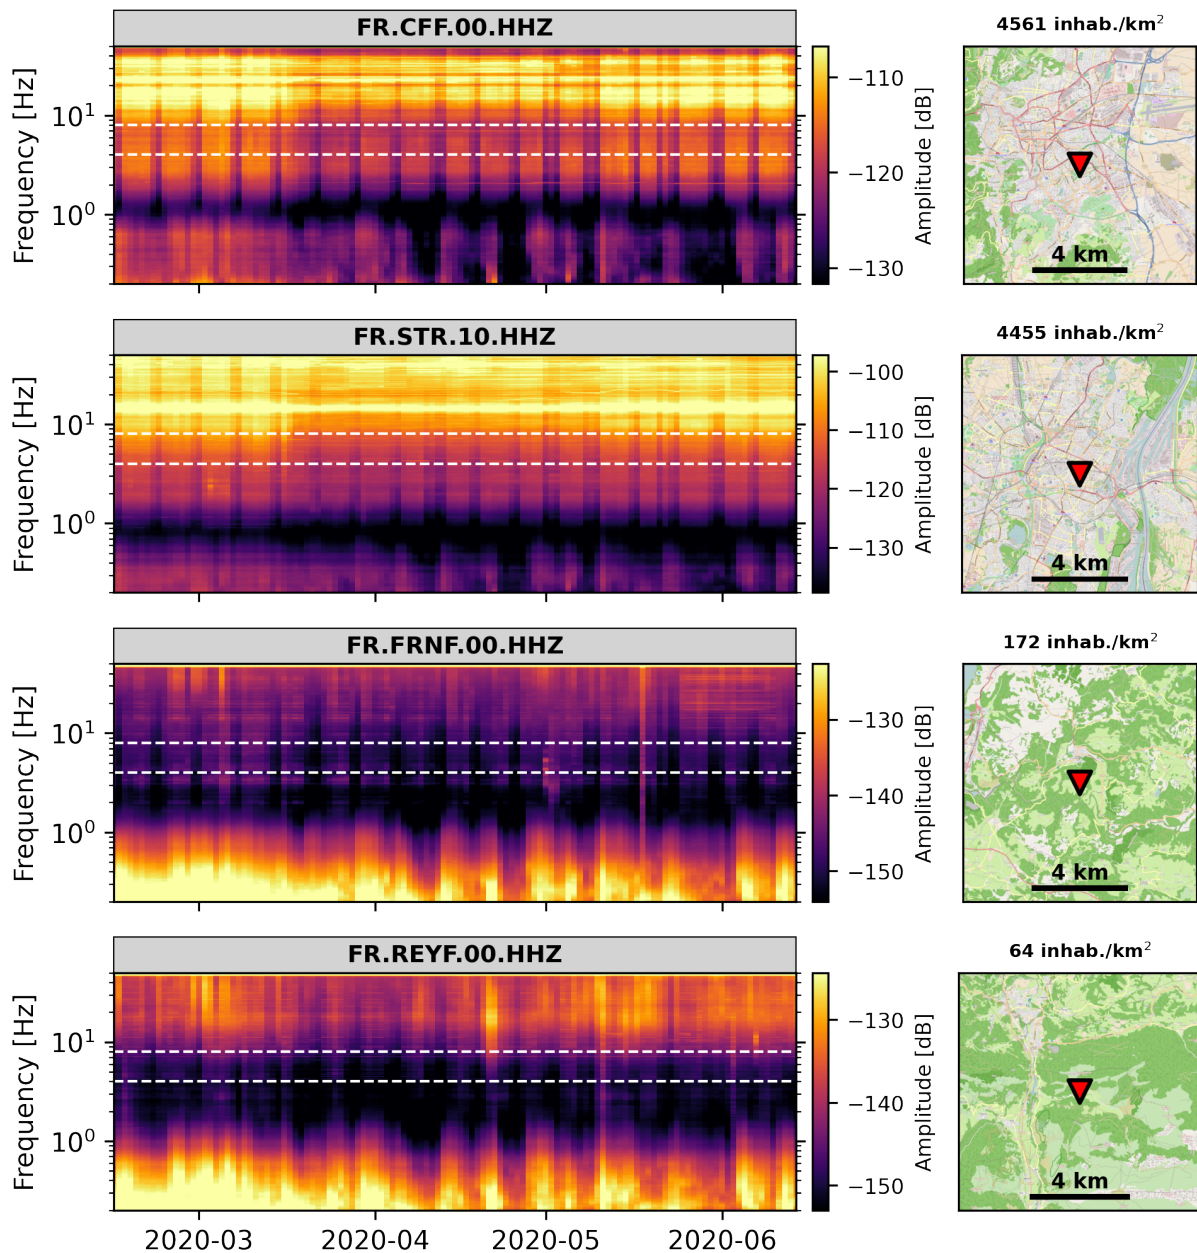 FR.CFF.00.HHZ
4561 inhab./km²
Frequency [Hz]
10¹
10⁰
−110
−120
−130
Amplitude [dB]
4 km
FR.STR.10.HHZ
4455 inhab./km²
Frequency [Hz]
10¹
10⁰
−100
−110
−120
−130
Amplitude [dB]
4 km
FR.FRNF.00.HHZ
172 inhab./km²
Frequency [Hz]
10¹
10⁰
−130
−140
−150
Amplitude [dB]
4 km
FR.REYF.00.HHZ
64 inhab./km²
Frequency [Hz]
10¹
10⁰
−130
−140
−150
Amplitude [dB]
4 km
2020-03 2020-04 2020-05 2020-06